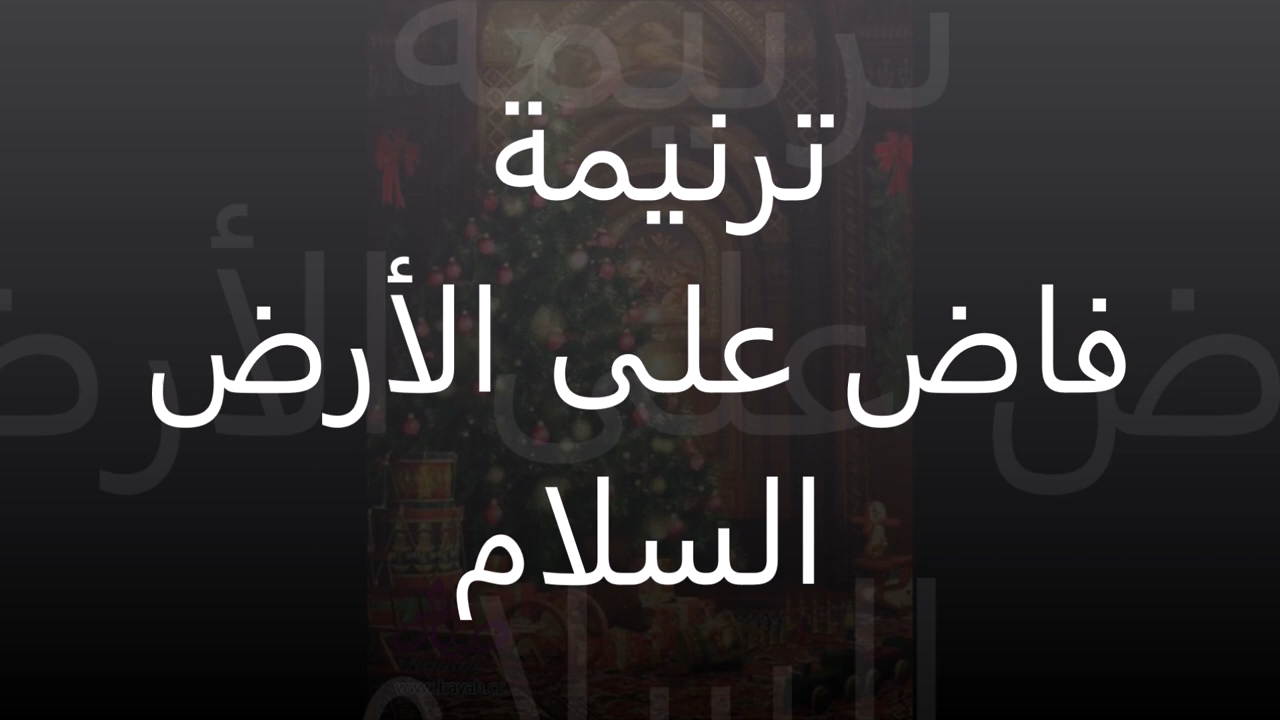 ترنيمة
فاض على الأرض
السلام